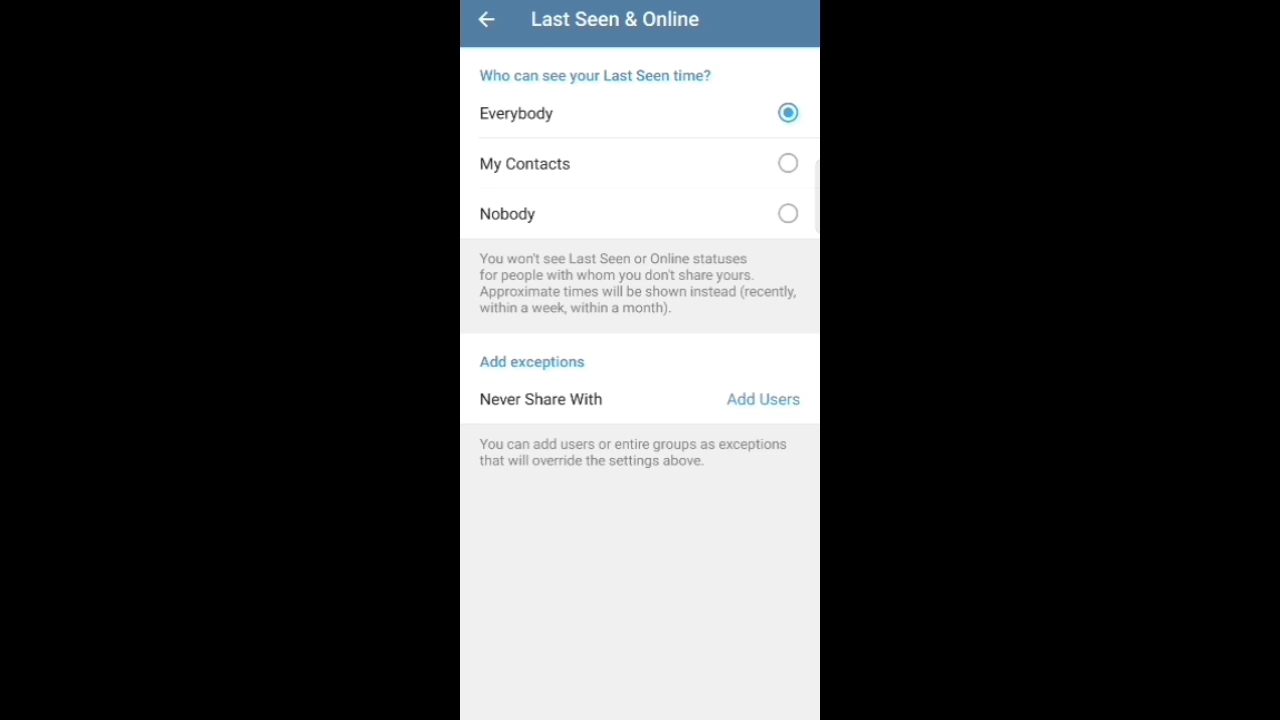 Last Seen & Online
Who can see your Last Seen time?
Everybody
My Contacts
Nobody
You won't see Last Seen or Online statuses
for people with whom you don't share yours.
Approximate times will be shown instead (recently,
within a week, within a month).
Add exceptions
Never Share With Add Users
You can add users or entire groups as exceptions
that will override the settings above.